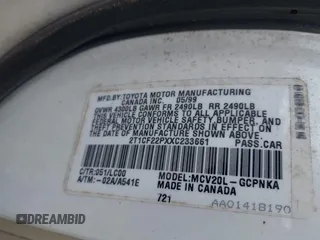 MFD.BY:TOYOTA MOTOR MANUFACTURING
CANADA INC. 05/99
GVWR 4300LB GAWR FR 2490LB RR 2490LB
THIS VEHICLE CONFORMS TO ALL APPLICABLE
FEDERAL MOTOR VEHICLE SAFETY,BUMPER, AND
THEFT PREVENTION STANDARDS IN EFFECT ON
THE DATE OF MANUFACTURE SHOWN ABOVE.
2T1CF22PXXC233661 PASS.CAR
C/TR:051/LC00 MODEL:MCV20L-GCPNKA
A/TM:-02A/A541E MADE IN CANADA
721
AA01418190
DREAMBID
dreambid.com